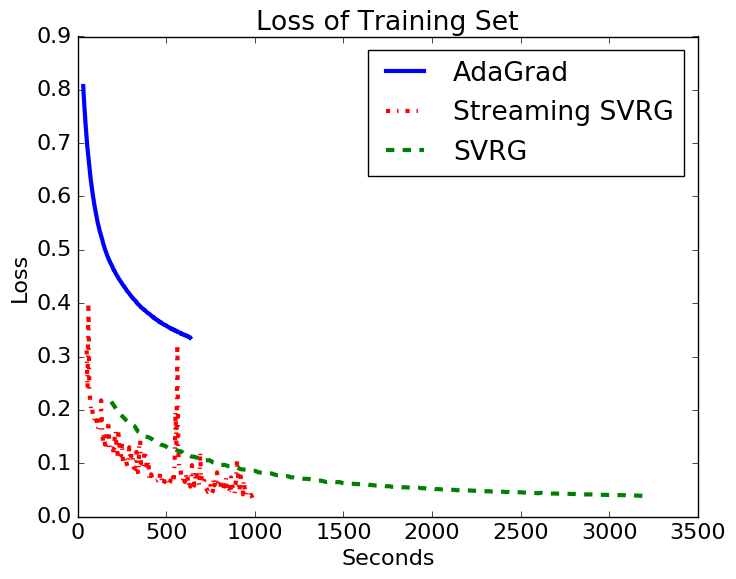 Loss of Training Set
AdaGrad
Streaming SVRG
SVRG
Loss
0.9
0.8
0.7
0.6
0.5
0.4
0.3
0.2
0.1
0.0
0 500 1000 1500 2000 2500 3000 3500
Seconds